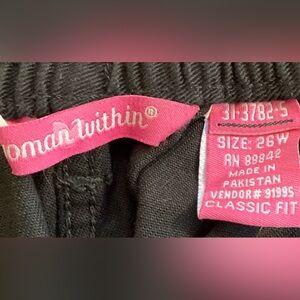 oman within®
31-3782-5
SIZE: 26W
RN 89842
MADE IN
PAKISTAN
VENDOR# 91995
CLASSIC FIT